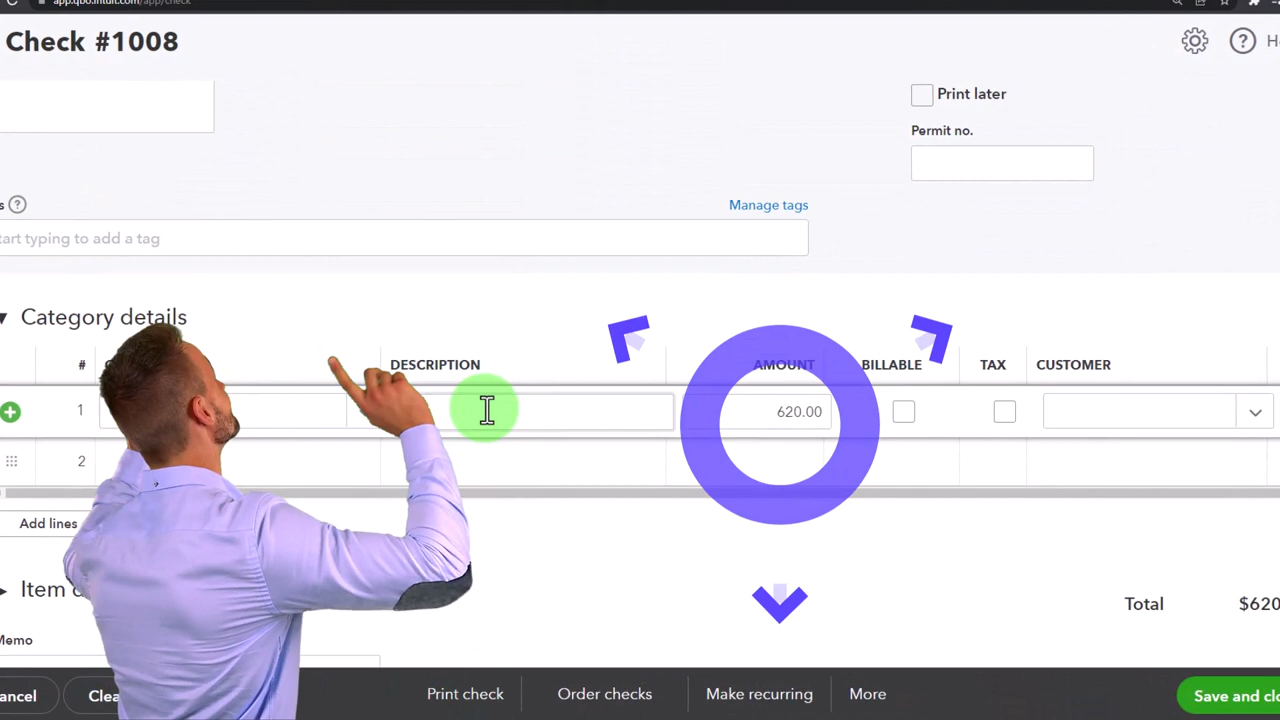 app.qbo.intuit.com/app/check
Check #1008
Print later
Permit no.
Manage tags
tart typing to add a tag
Category details
# DESCRIPTION AMOUNT BILLABLE TAX CUSTOMER
1 620.00
2
Add lines
Item
Total $620
Memo
ancel Clea Print check Order checks Make recurring More Save and clo